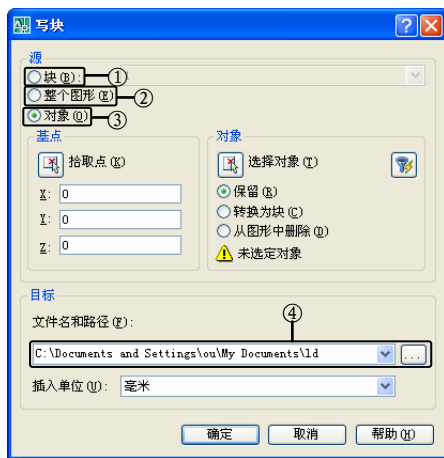 写块
源
块(B): ①
整个图形(E) ②
对象(O) ③
基点
拾取点(K)
X: 0
Y: 0
Z: 0
对象
选择对象(T)
保留(R)
转换为块(C)
从图形中删除(D)
未选定对象
目标
文件名和路径(F): ④
C:\Documents and Settings\ou\My Documents\ld ...
插入单位(U): 毫米
确定 取消 帮助(H)